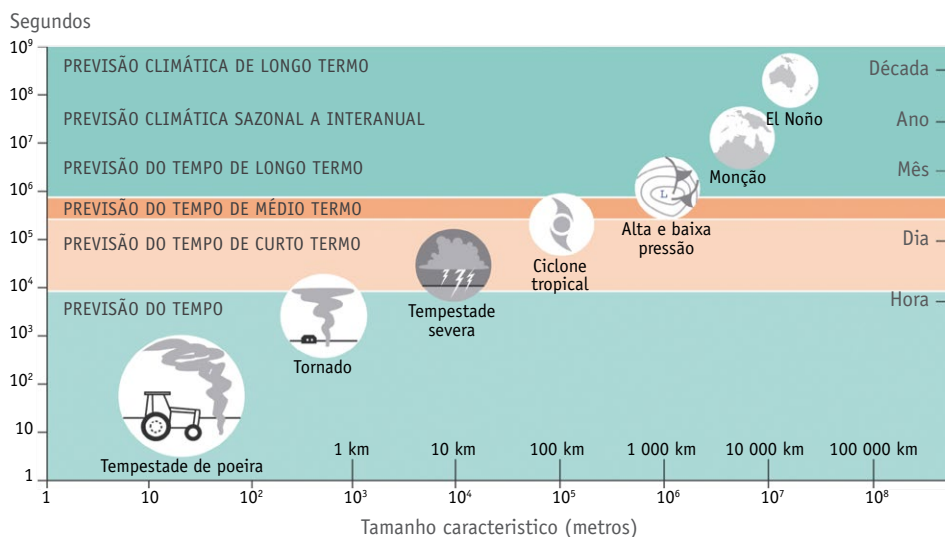 Segundos
10⁹
PREVISÃO CLIMÁTICA DE LONGO TERMO
Década
10⁸
El Noño
PREVISÃO CLIMÁTICA SAZONAL A INTERANUAL
Ano
10⁷
Monção
PREVISÃO DO TEMPO DE LONGO TERMO
Mês
10⁶
L
PREVISÃO DO TEMPO DE MÉDIO TERMO
Alta e baixa
pressão
10⁵
PREVISÃO DO TEMPO DE CURTO TERMO
Dia
Ciclone
tropical
10⁴
PREVISÃO DO TEMPO
Hora
Tempestade
severa
10³
Tornado
10²
10
1 km
10 km
100 km
1 000 km
10 000 km
100 000 km
Tempestade de poeira
1
1
10
10²
10³
10⁴
10⁵
10⁶
10⁷
10⁸
Tamanho caracteristico (metros)